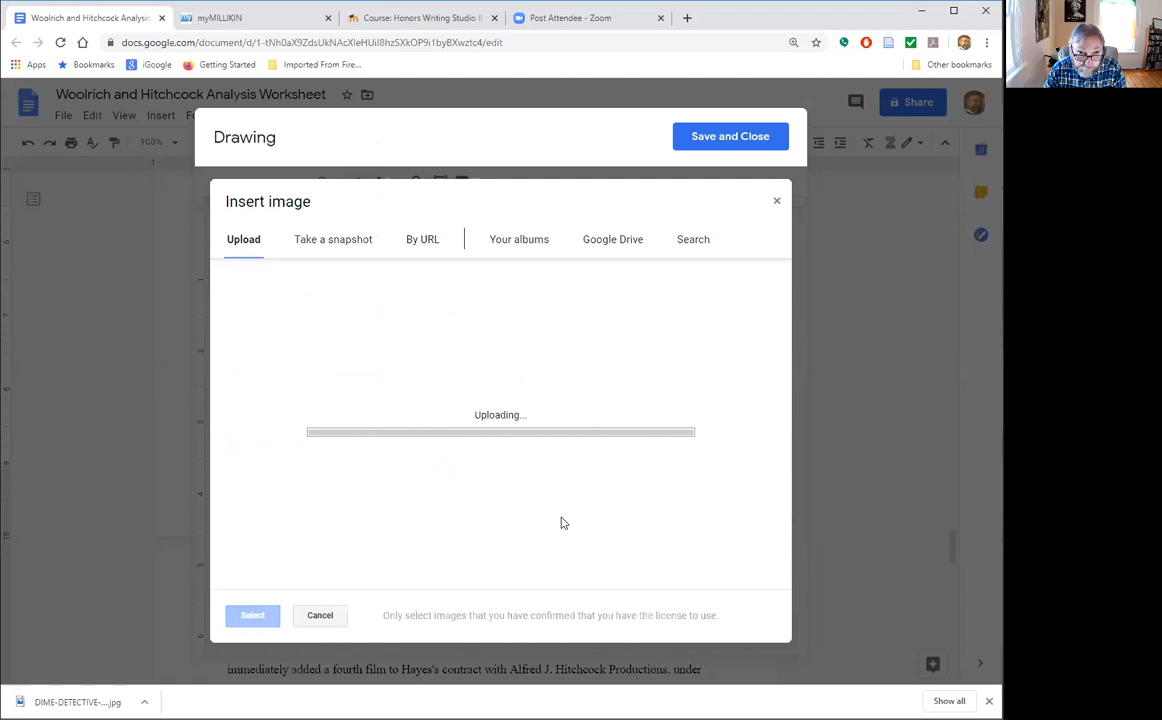 Woolrich and Hitchcock Analysis
myMILLIKIN
Course: Honors Writing Studio II
Post Attendee - Zoom
docs.google.com/document/d/1-tNh0aX9ZdsUkNAcXleHUil8hzSXkOP9i1byBXwztc4/edit
Apps
Bookmarks
iGoogle
Getting Started
Imported From Fire...
Other bookmarks
Woolrich and Hitchcock Analysis Worksheet
File
Edit
View
Insert
Share
100%
Drawing
Save and Close
Insert image
Upload
Take a snapshot
By URL
Your albums
Google Drive
Search
Uploading...
Select
Cancel
Only select images that you have confirmed that you have the license to use.
immediately added a fourth film to Hayes's contract with Alfred J. Hitchcock Productions, under
DIME-DETECTIVE-....jpg
Show all